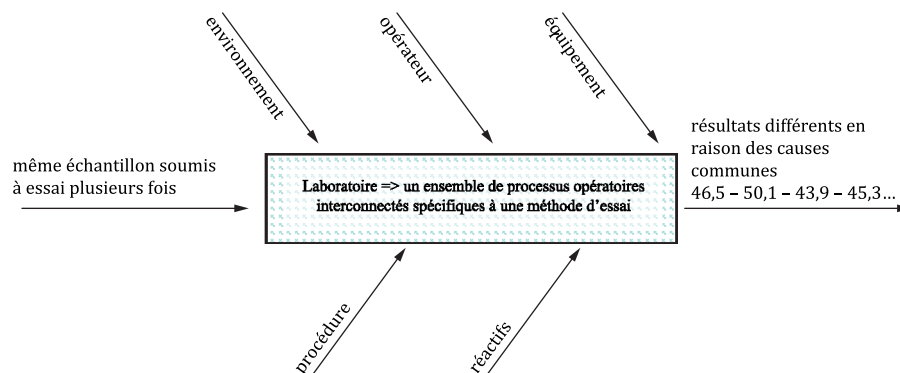 environnement
opérateur
équipement
même échantillon soumis
à essai plusieurs fois
Laboratoire => un ensemble de processus opératoires
interconnectés spécifiques à une méthode d'essai
résultats différents en
raison des causes
communes
46,5 – 50,1 – 43,9 – 45,3...
procédure
réactifs